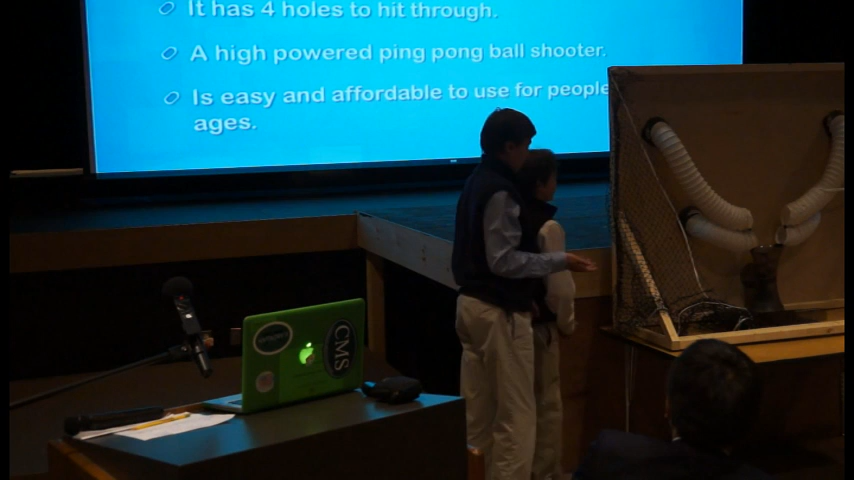 It has 4 holes to hit through.
A high powered ping pong ball shooter.
Is easy and affordable to use for people
ages.
CMS